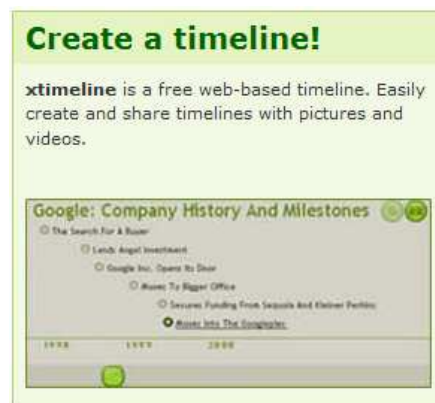 Create a timeline!
xtimeline is a free web-based timeline. Easily
create and share timelines with pictures and
videos.
Google: Company History And Milestones
The Search For A Buyer
Lands Angel Investment
Google Inc. Opens Its Door
Moves To Bigger Office
Secures Funding From Sequoia And Kleiner Perkins
Moves Into The Googleplex
1998 1999 2000